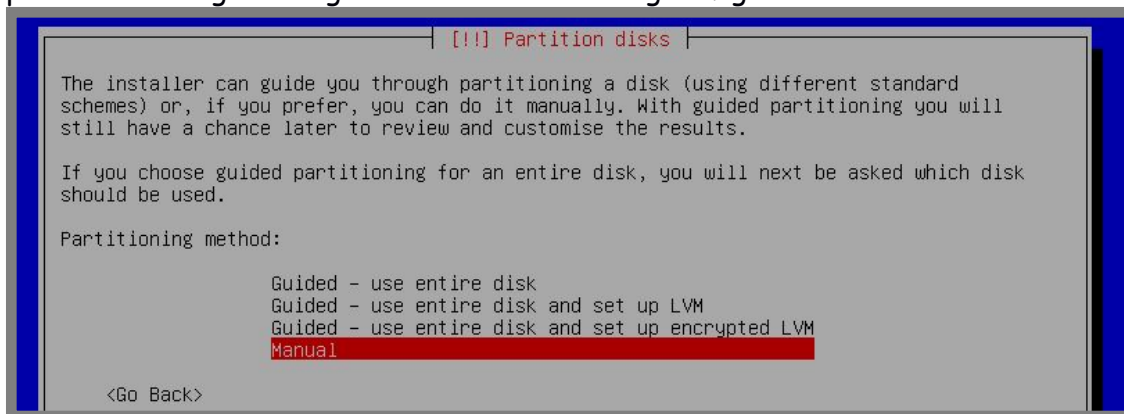 [!!] Partition disks
The installer can guide you through partitioning a disk (using different standard
schemes) or, if you prefer, you can do it manually. With guided partitioning you will
still have a chance later to review and customise the results.
If you choose guided partitioning for an entire disk, you will next be asked which disk
should be used.
Partitioning method:
Guided - use entire disk
Guided - use entire disk and set up LVM
Guided - use entire disk and set up encrypted LVM
Manual
<Go Back>